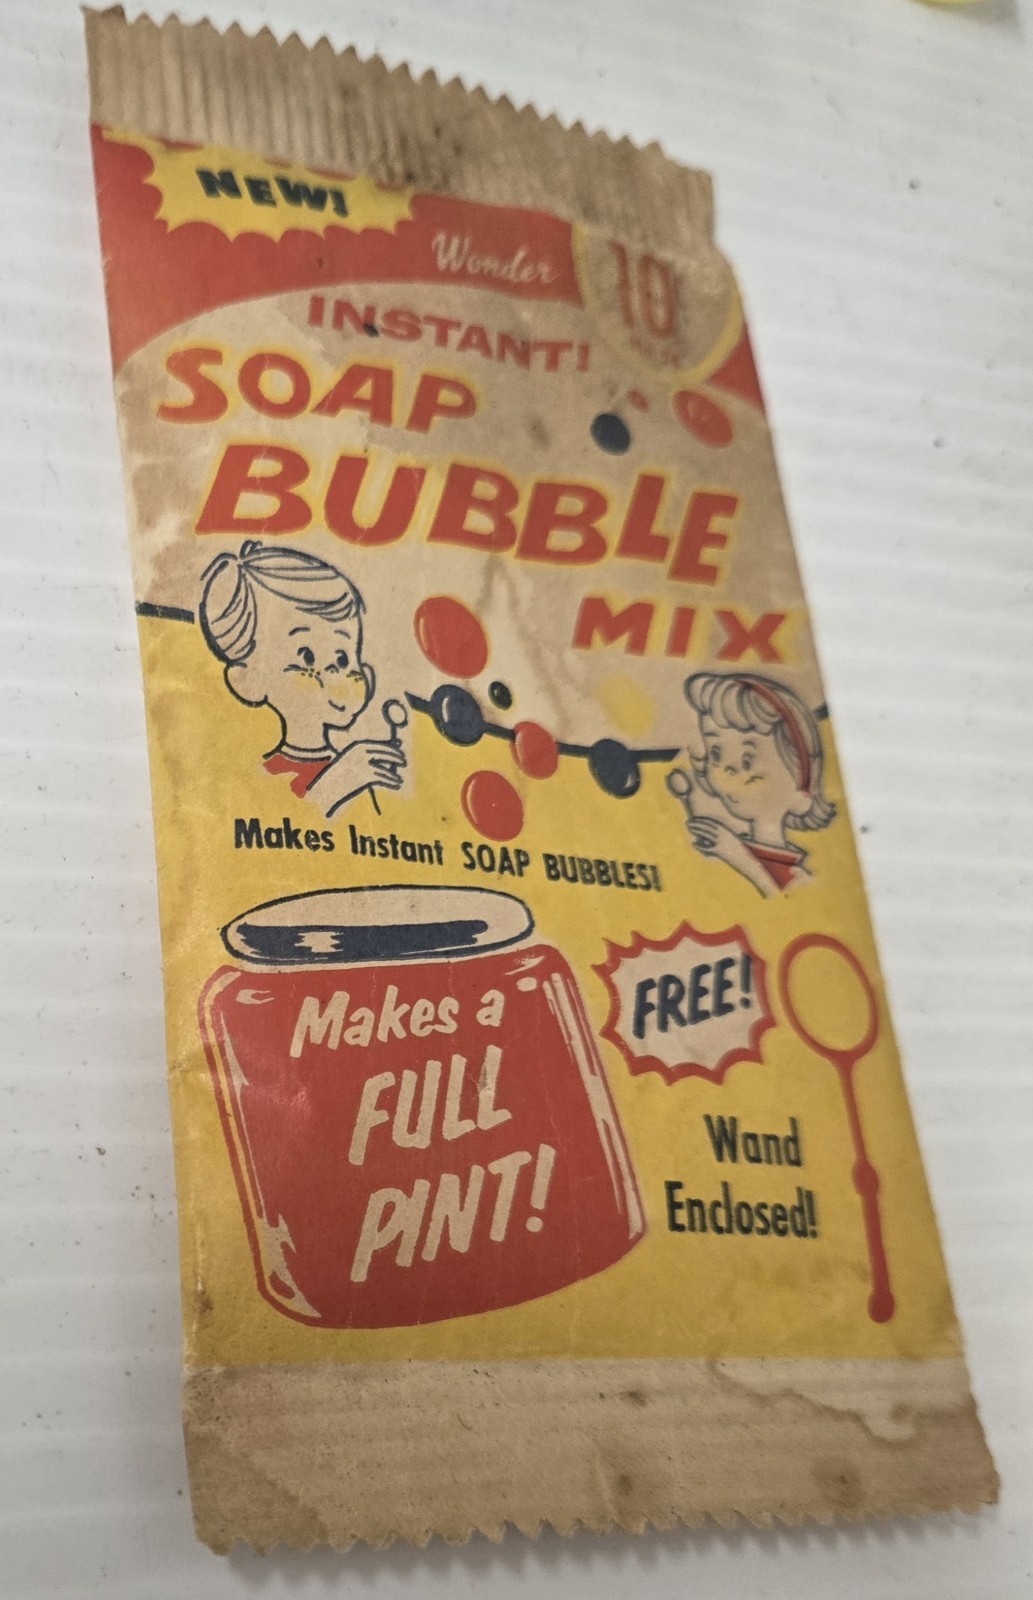 NEW!
Wonder
10¢
INSTANT!
SOAP
BUBBLE
MIX
Makes Instant SOAP BUBBLES!
Makes a
FULL
PINT!
FREE!
Wand
Enclosed!